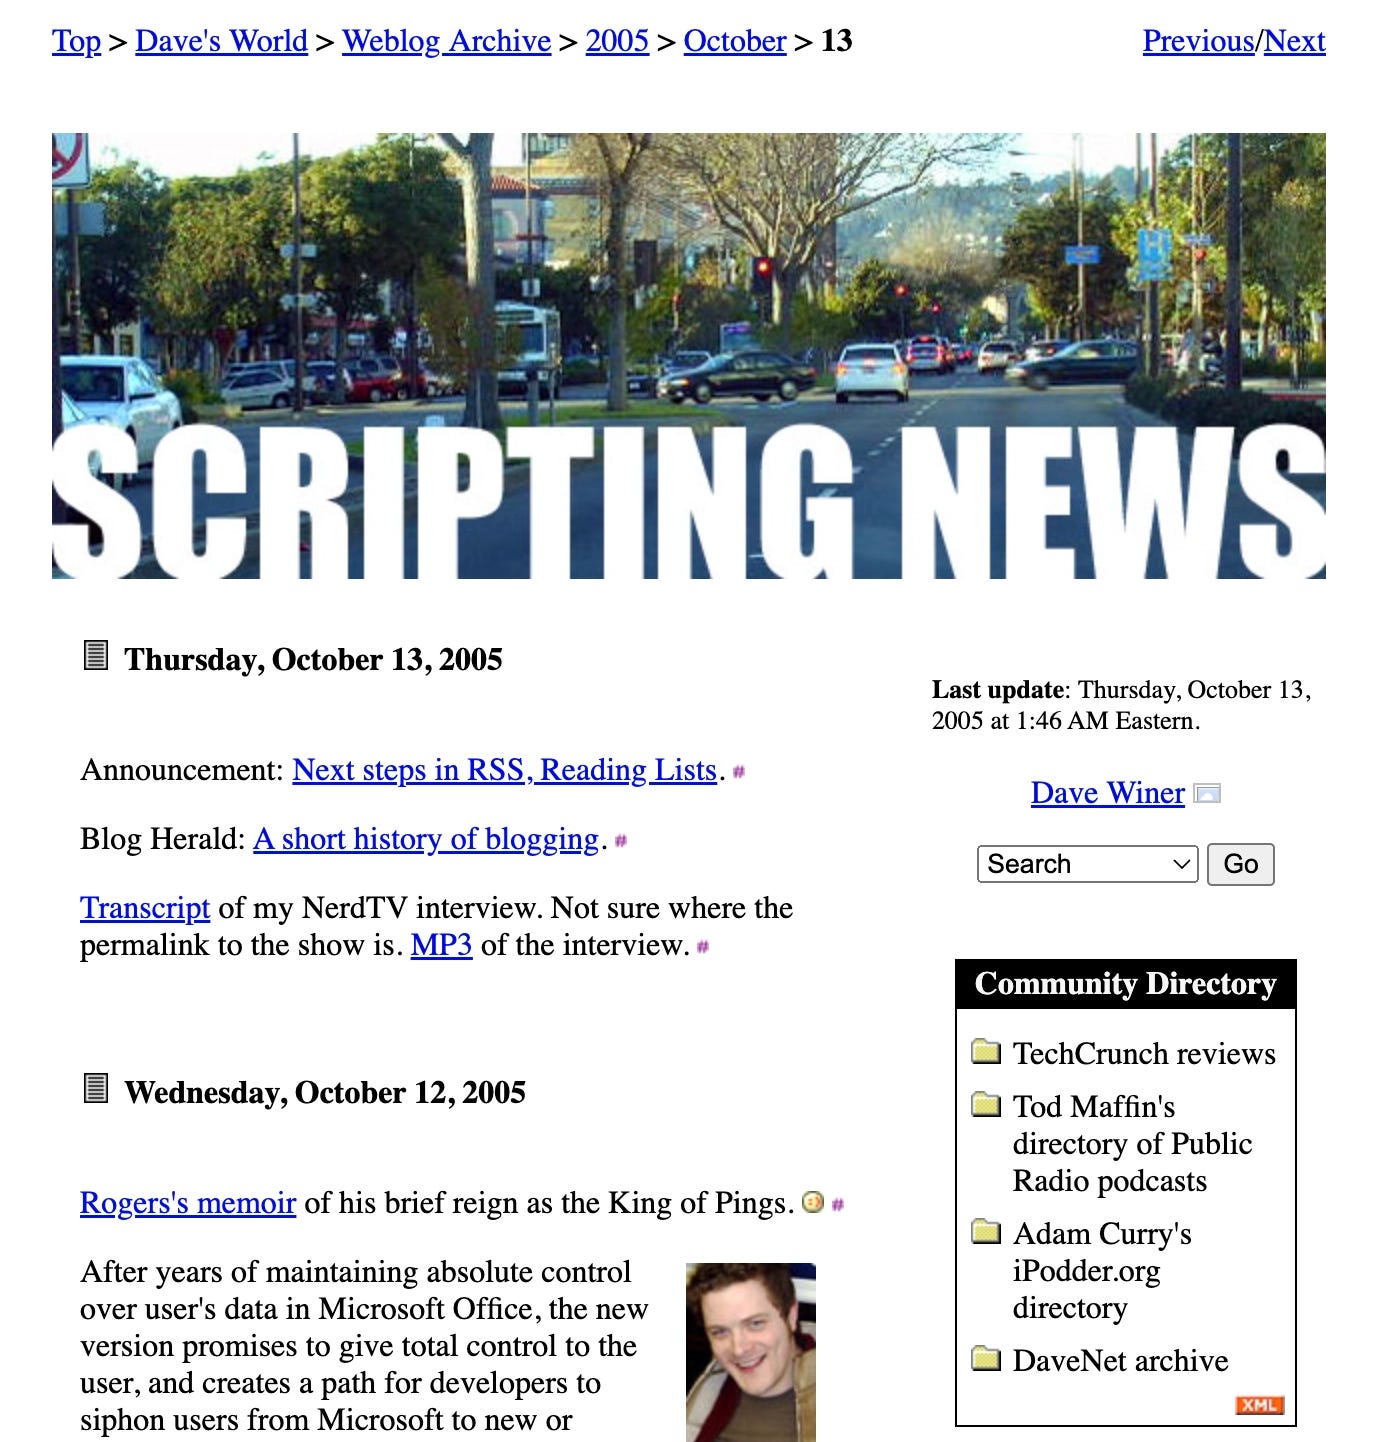 Top > Dave's World > Weblog Archive > 2005 > October > 13
Previous/Next
SCRIPTING NEWS
Thursday, October 13, 2005
Announcement: Next steps in RSS, Reading Lists. #
Blog Herald: A short history of blogging. #
Transcript of my NerdTV interview. Not sure where the
permalink to the show is. MP3 of the interview. #
Wednesday, October 12, 2005
Rogers's memoir of his brief reign as the King of Pings. #
After years of maintaining absolute control
over user's data in Microsoft Office, the new
version promises to give total control to the
user, and creates a path for developers to
siphon users from Microsoft to new or
Last update: Thursday, October 13,
2005 at 1:46 AM Eastern.
Dave Winer
Search
Go
Community Directory
TechCrunch reviews
Tod Maffin's
directory of Public
Radio podcasts
Adam Curry's
iPodder.org
directory
DaveNet archive
XML